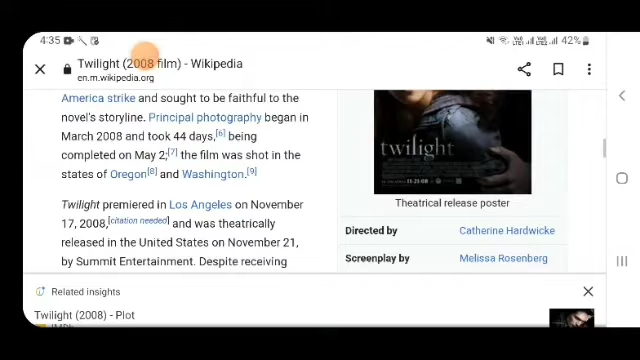 4:35 42%
Twilight (2008 film) - Wikipedia
en.m.wikipedia.org
America strike and sought to be faithful to the
novel's storyline. Principal photography began in
March 2008 and took 44 days,[6] being
completed on May 2;[7] the film was shot in the
states of Oregon[8] and Washington.[9]
Twilight premiered in Los Angeles on November
17, 2008,[citation needed] and was theatrically
released in the United States on November 21,
by Summit Entertainment. Despite receiving
twilight
11·21·08
Theatrical release poster
Directed by Catherine Hardwicke
Screenplay by Melissa Rosenberg
Related insights
Twilight (2008) - Plot
IMDb